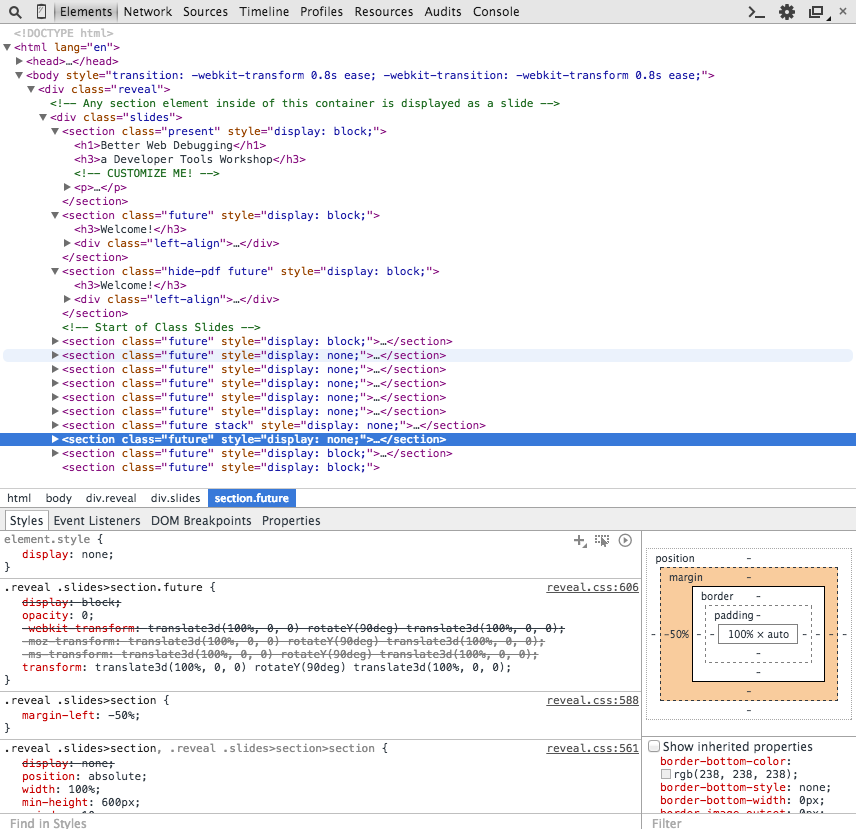 Elements Network Sources Timeline Profiles Resources Audits Console
<!DOCTYPE html>
<html lang="en">
<head>…</head>
<body style="transition: -webkit-transform 0.8s ease; -webkit-transition: -webkit-transform 0.8s ease;">
<div class="reveal">
<!-- Any section element inside of this container is displayed as a slide -->
<div class="slides">
<section class="present" style="display: block;">
<h1>Better Web Debugging</h1>
<h3>a Developer Tools Workshop</h3>
<!-- CUSTOMIZE ME! -->
<p>…</p>
</section>
<section class="future" style="display: block;">
<h3>Welcome!</h3>
<div class="left-align">…</div>
</section>
<section class="hide-pdf future" style="display: block;">
<h3>Welcome!</h3>
<div class="left-align">…</div>
</section>
<!-- Start of Class Slides -->
<section class="future" style="display: block;">…</section>
<section class="future" style="display: none;">…</section>
<section class="future" style="display: none;">…</section>
<section class="future" style="display: none;">…</section>
<section class="future" style="display: none;">…</section>
<section class="future" style="display: none;">…</section>
<section class="future stack" style="display: none;">…</section>
<section class="future" style="display: none;">…</section>
<section class="future" style="display: block;">…</section>
<section class="future" style="display: block;">
html body div.reveal div.slides section.future
Styles Event Listeners DOM Breakpoints Properties
element.style {
display: none;
}
.reveal .slides>section.future { reveal.css:606
display: block;
opacity: 0;
-webkit-transform: translate3d(100%, 0, 0) rotateY(90deg) translate3d(100%, 0, 0);
-moz-transform: translate3d(100%, 0, 0) rotateY(90deg) translate3d(100%, 0, 0);
-ms-transform: translate3d(100%, 0, 0) rotateY(90deg) translate3d(100%, 0, 0);
transform: translate3d(100%, 0, 0) rotateY(90deg) translate3d(100%, 0, 0);
}
.reveal .slides>section { reveal.css:588
margin-left: -50%;
}
.reveal .slides>section, .reveal .slides>section>section { reveal.css:561
display: none;
position: absolute;
width: 100%;
min-height: 600px;
Find in Styles
position -
margin -
border -
padding -
- -50% - - 100% × auto - - - -
-
-
-
-
Show inherited properties
border-bottom-color:
rgb(238, 238, 238);
border-bottom-style: none;
border-bottom-width: 0px;
border-image-outset: 0px;
Filter